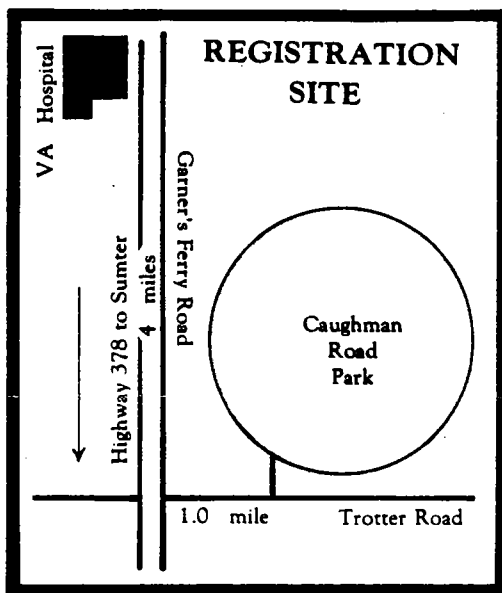 REGISTRATION
SITE
VA Hospital
Garner's Ferry Road
4 miles
Highway 378 to Sumter
Caughman
Road
Park
1.0 mile
Trotter Road